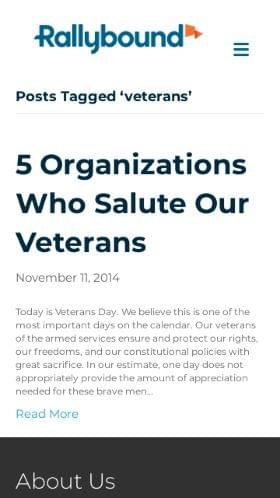 Rallybound
Posts Tagged ‘veterans’
5 Organizations
Who Salute Our
Veterans
November 11, 2014
Today is Veterans Day. We believe this is one of the
most important days on the calendar. Our veterans
of the armed services ensure and protect our rights,
our freedoms, and our constitutional policies with
great sacrifice. In our estimate, one day does not
appropriately provide the amount of appreciation
needed for these brave men...
Read More
About Us